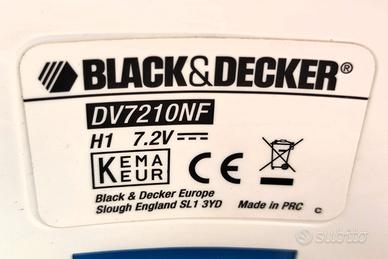 BLACK&DECKER®
DV7210NF
H1 7.2V
KEMA
KEUR
Black & Decker Europe
Slough England SL1 3YD Made in PRC C
subito